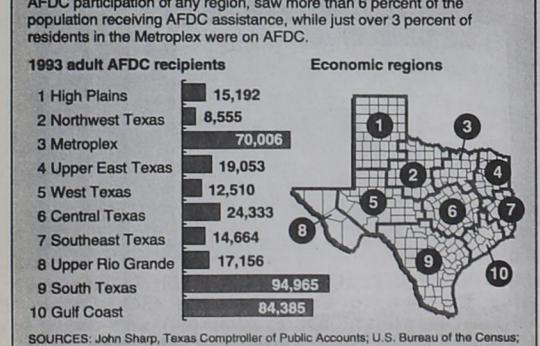 AFDC participation of any region, saw more than 6 percent of the
population receiving AFDC assistance, while just over 3 percent of
residents in the Metroplex were on AFDC.
1993 adult AFDC recipients
1 High Plains 15,192
2 Northwest Texas 8,555
3 Metroplex 70,006
4 Upper East Texas 19,053
5 West Texas 12,510
6 Central Texas 24,333
7 Southeast Texas 14,664
8 Upper Rio Grande 17,156
9 South Texas 94,965
10 Gulf Coast 84,385
Economic regions
1
3
2
4
5
6
7
8
9
10
SOURCES: John Sharp, Texas Comptroller of Public Accounts; U.S. Bureau of the Census;